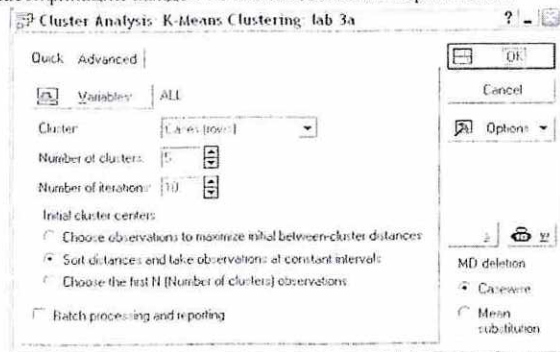 Cluster Analysis: K-Means Clustering: lab 3a
Quick Advanced
OK
Variables: ALL
Cancel
Cluster: Cases (rows)
Options
Number of clusters: 5
Number of iterations: 10
Initial cluster centers
Choose observations to maximize initial between-cluster distances
Sort distances and take observations at constant intervals
Choose the first N (Number of clusters) observations
MD deletion
Casewise
Batch processing and reporting
Mean
substitution